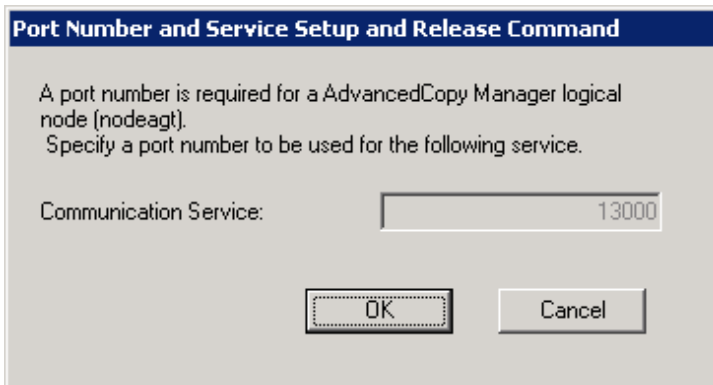 Port Number and Service Setup and Release Command
A port number is required for a AdvancedCopy Manager logical
node (nodeagt).
Specify a port number to be used for the following service.
Communication Service: 13000
OK Cancel